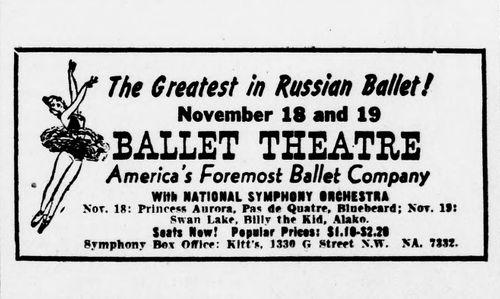 The Greatest in Russian Ballet!
November 18 and 19
BALLET THEATRE
America's Foremost Ballet Company
With NATIONAL SYMPHONY ORCHESTRA
Nov. 18: Princess Aurora, Pas de Quatre, Bluebeard; Nov. 19:
Swan Lake, Billy the Kid, Aleko.
Seats Now! Popular Prices: $1.10-$2.20
Symphony Box Office: Kitt's, 1330 G Street N.W. NA. 7332.